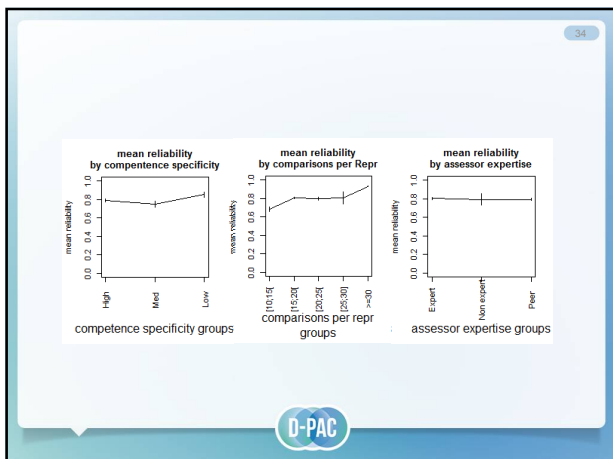 34
mean reliability
by compentence specificity
mean reliability
0.0 0.2 0.4 0.6 0.8 1.0
High Med Low
competence specificity groups
mean reliability
by comparisons per Repr
mean reliability
0.0 0.2 0.4 0.6 0.8 1.0
[10;15[ [15;20[ [20;25[ [25;30] >=30
comparisons per repr
groups
mean reliability
by assessor expertise
mean reliability
0.0 0.2 0.4 0.6 0.8 1.0
Expert Non expert Peer
assessor expertise groups
D-PAC